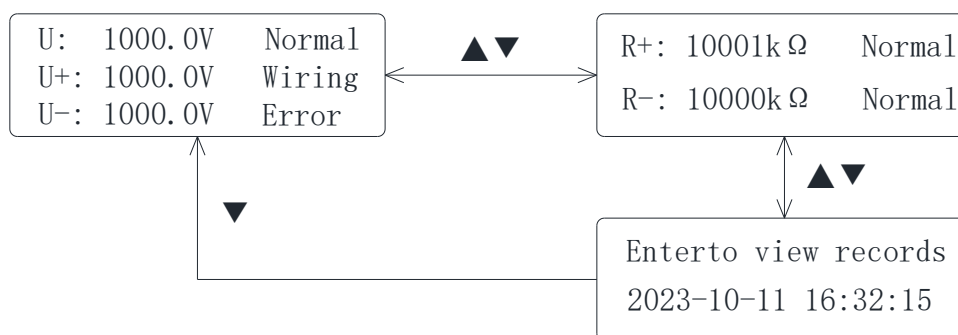 U: 1000.0V Normal
U+: 1000.0V Wiring
U-: 1000.0V Error
▲▼
R+: 10001kΩ Normal
R-: 10000kΩ Normal
▲▼
▼
Enterto view records
2023-10-11 16:32:15